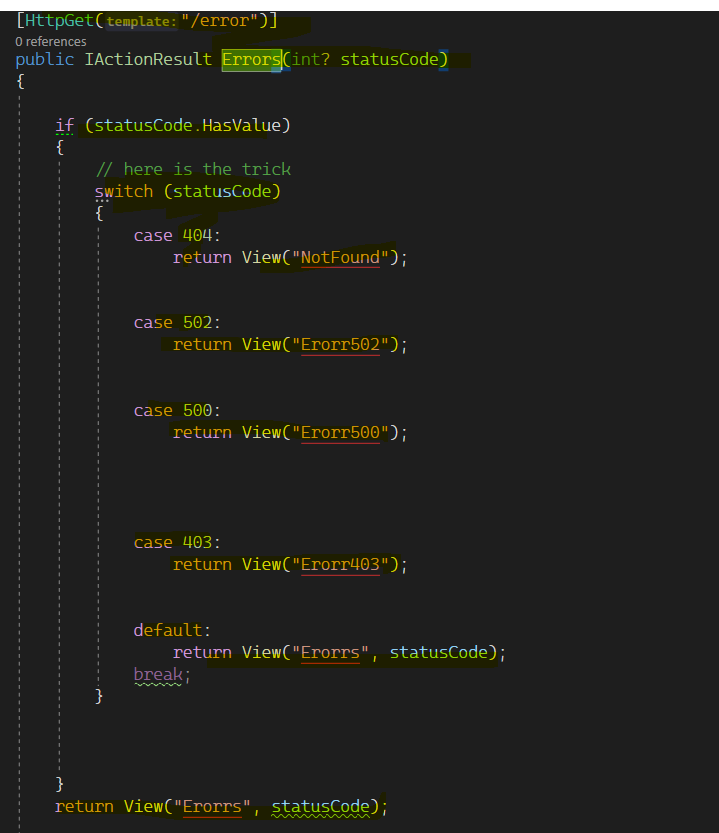 [HttpGet(template:"/error")]
0 references
public IActionResult Errors(int? statusCode)
{
if (statusCode.HasValue)
{
// here is the trick
switch (statusCode)
{
case 404:
return View("NotFound");
case 502:
return View("Erorr502");
case 500:
return View("Erorr500");
case 403:
return View("Erorr403");
default:
return View("Erorrs", statusCode);
break;
}
}
return View("Erorrs", statusCode);